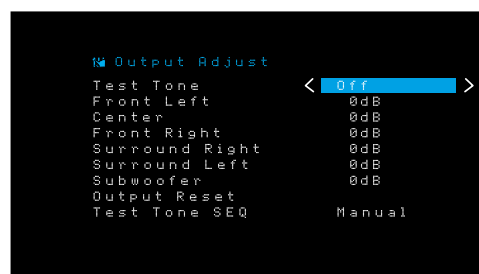 Output Adjust
Test Tone < Off >
Front Left 0dB
Center 0dB
Front Right 0dB
Surround Right 0dB
Surround Left 0dB
Subwoofer 0dB
Output Reset
Test Tone SEQ Manual